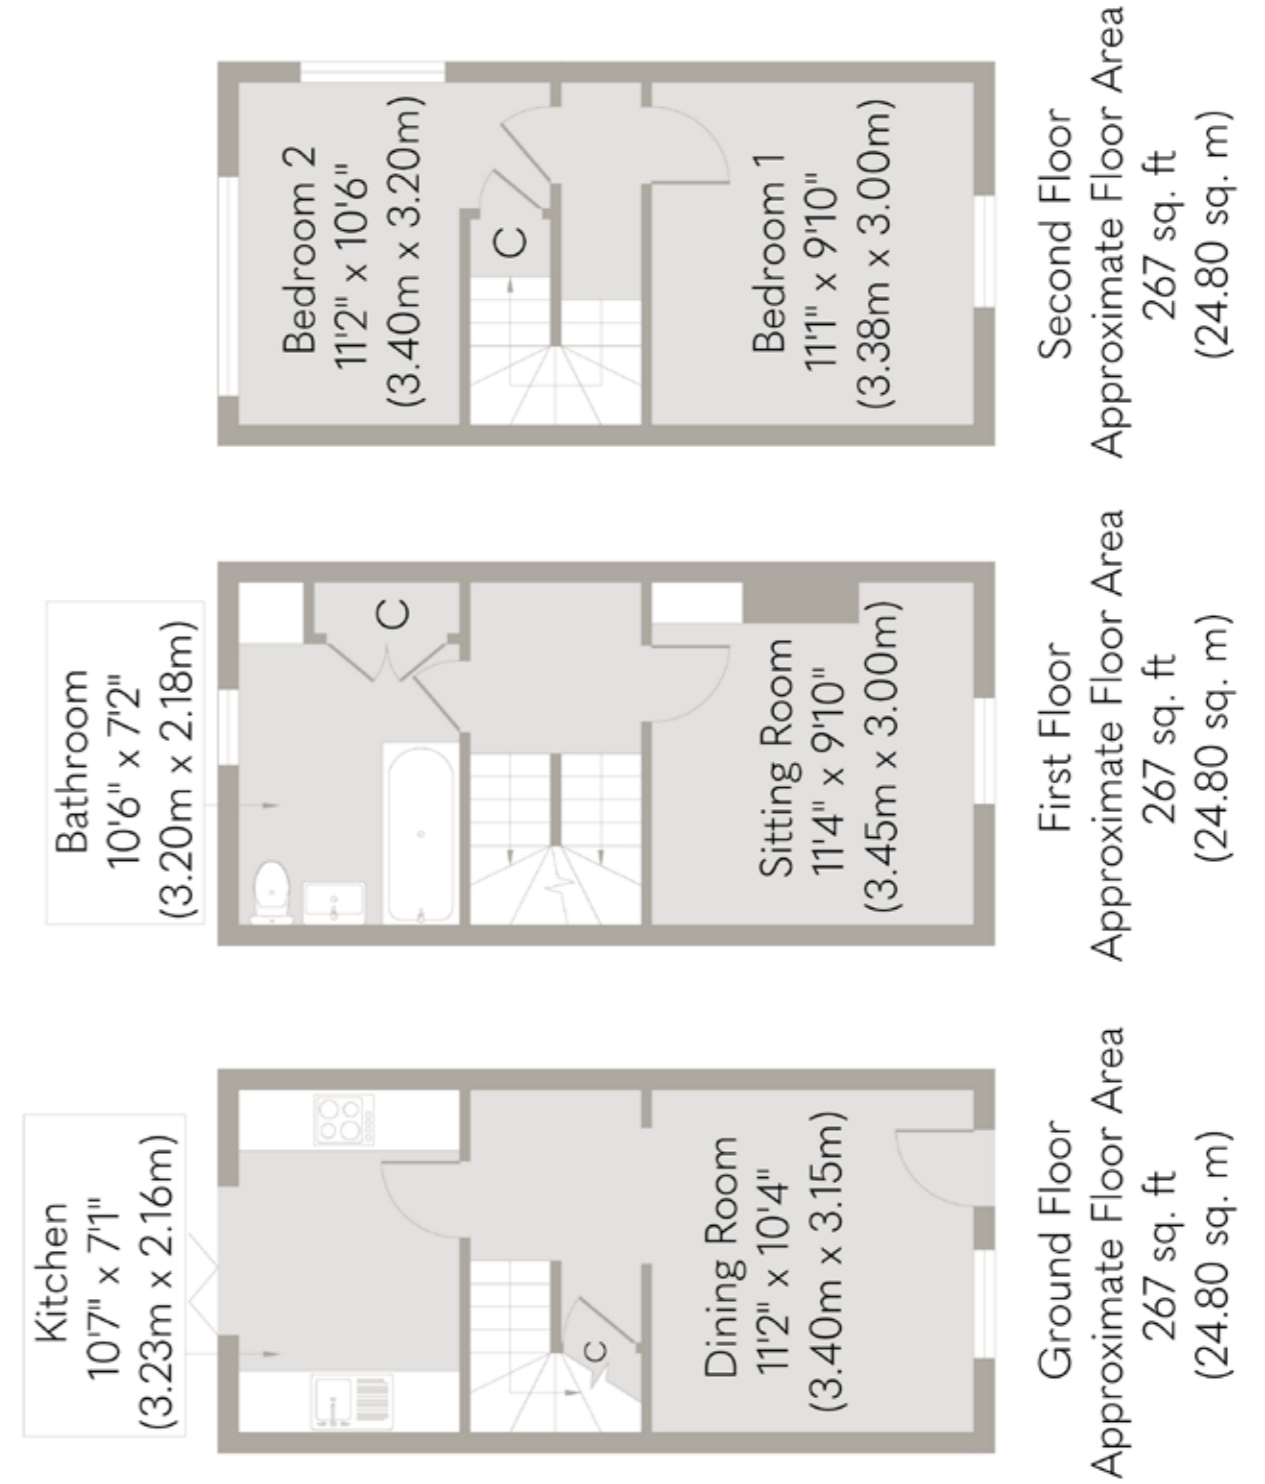 Kitchen
10'7" x 7'1"
(3.23m x 2.16m)
C
Dining Room
11'2" x 10'4"
(3.40m x 3.15m)
Ground Floor
Approximate Floor Area
267 sq. ft
(24.80 sq. m)
Bathroom
10'6" x 7'2"
(3.20m x 2.18m)
C
Sitting Room
11'4" x 9'10"
(3.45m x 3.00m)
First Floor
Approximate Floor Area
267 sq. ft
(24.80 sq. m)
Bedroom 2
11'2" x 10'6"
(3.40m x 3.20m)
C
Bedroom 1
11'1" x 9'10"
(3.38m x 3.00m)
Second Floor
Approximate Floor Area
267 sq. ft
(24.80 sq. m)